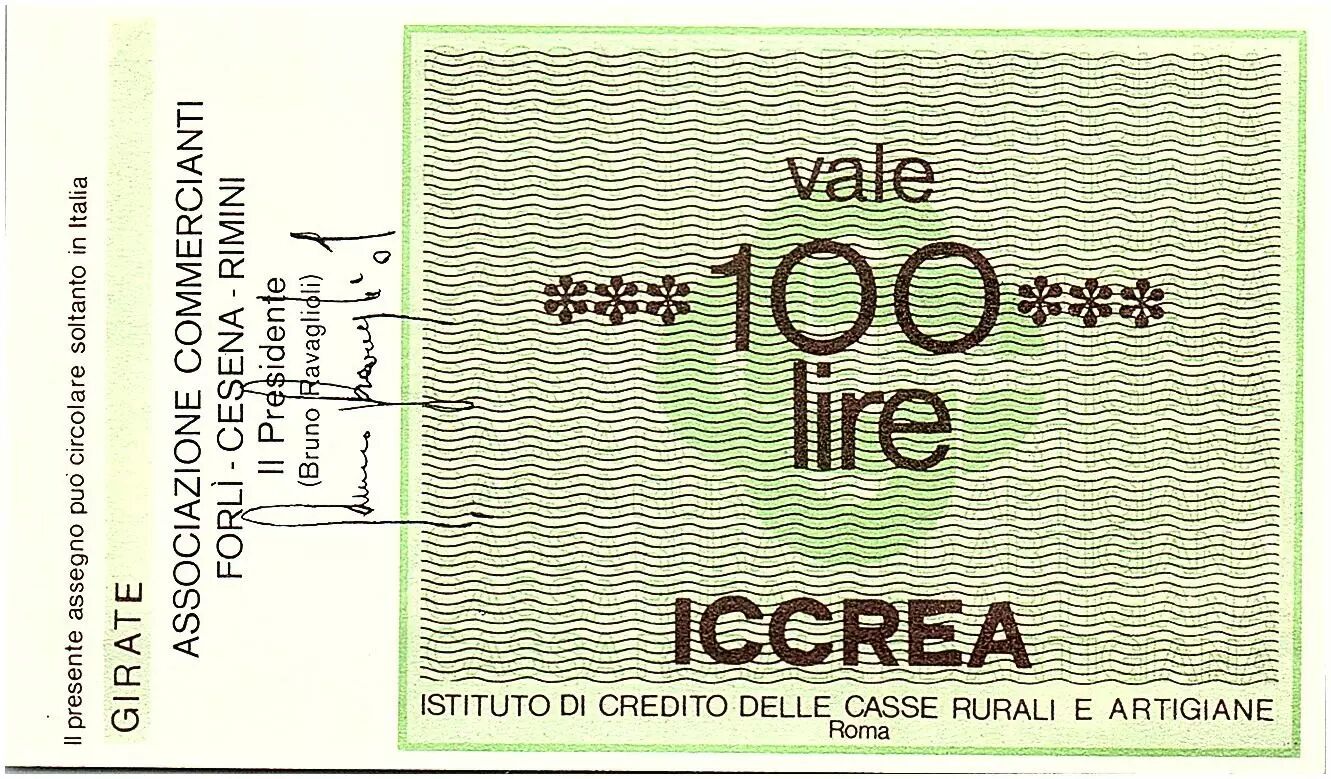 Il presente assegno può circolare soltanto in Italia
GIRATE
ASSOCIAZIONE COMMERCIANTI
FORLÌ - CESENA - RIMINI
Il Presidente
(Bruno Ravaglioli)
vale
100
lire
ICCREA
ISTITUTO DI CREDITO DELLE CASSE RURALI E ARTIGIANE
Roma